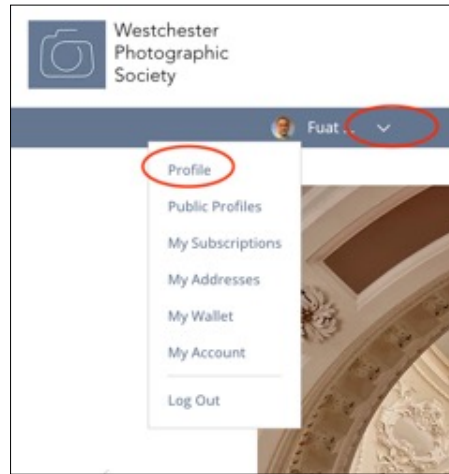 Westchester
Photographic
Society
Fuat ...
Profile
Public Profiles
My Subscriptions
My Addresses
My Wallet
My Account
Log Out